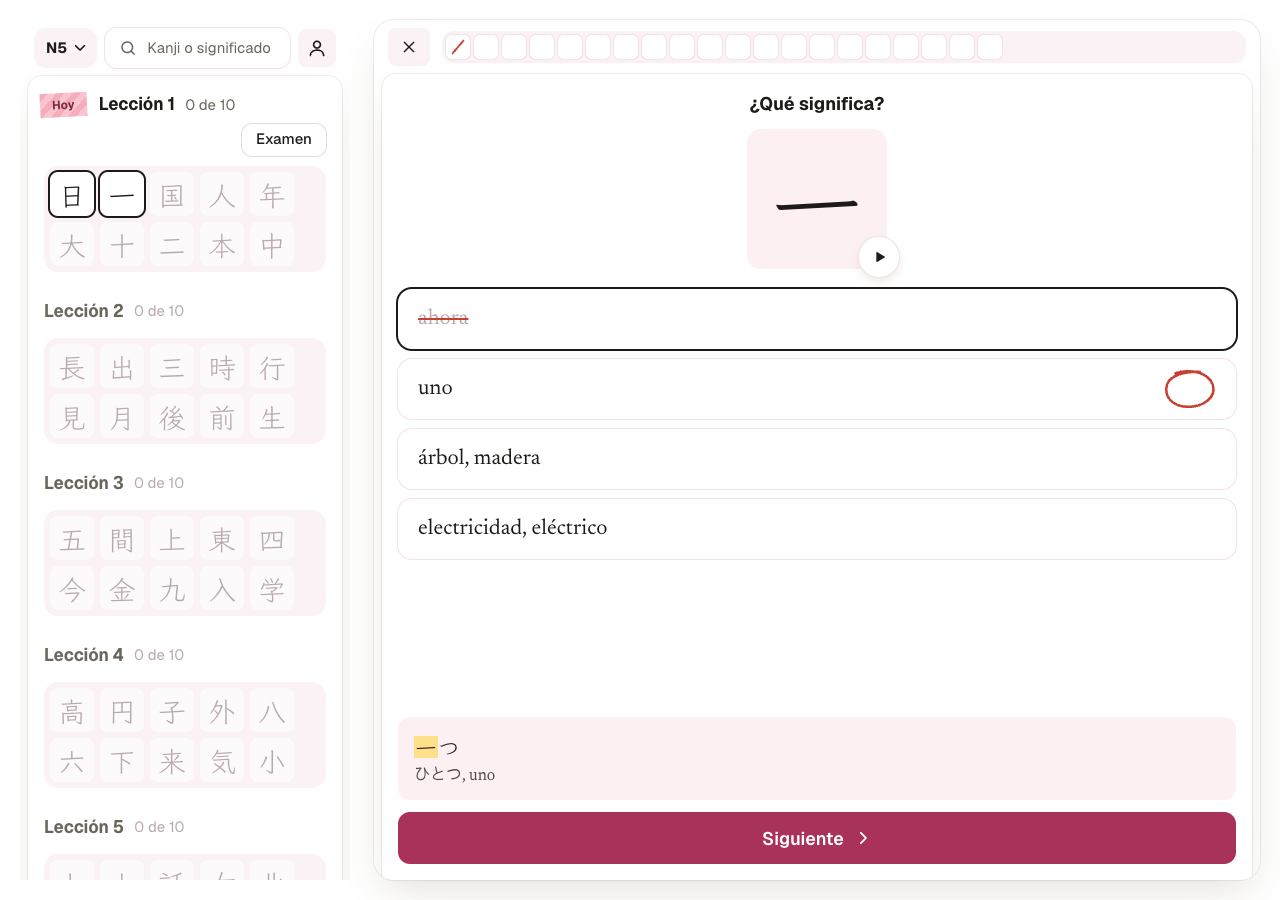 N5
Kanji o significado
Hoy
Lección 1 0 de 10
Examen
日 一 国 人 年
大 十 二 本 中
Lección 2 0 de 10
長 出 三 時 行
見 月 後 前 生
Lección 3 0 de 10
五 間 上 東 四
今 金 九 入 学
Lección 4 0 de 10
高 円 子 外 八
六 下 来 気 小
Lección 5 0 de 10
¿Qué significa?
一
ahora
uno
árbol, madera
electricidad, eléctrico
一つ
ひとつ, uno
Siguiente